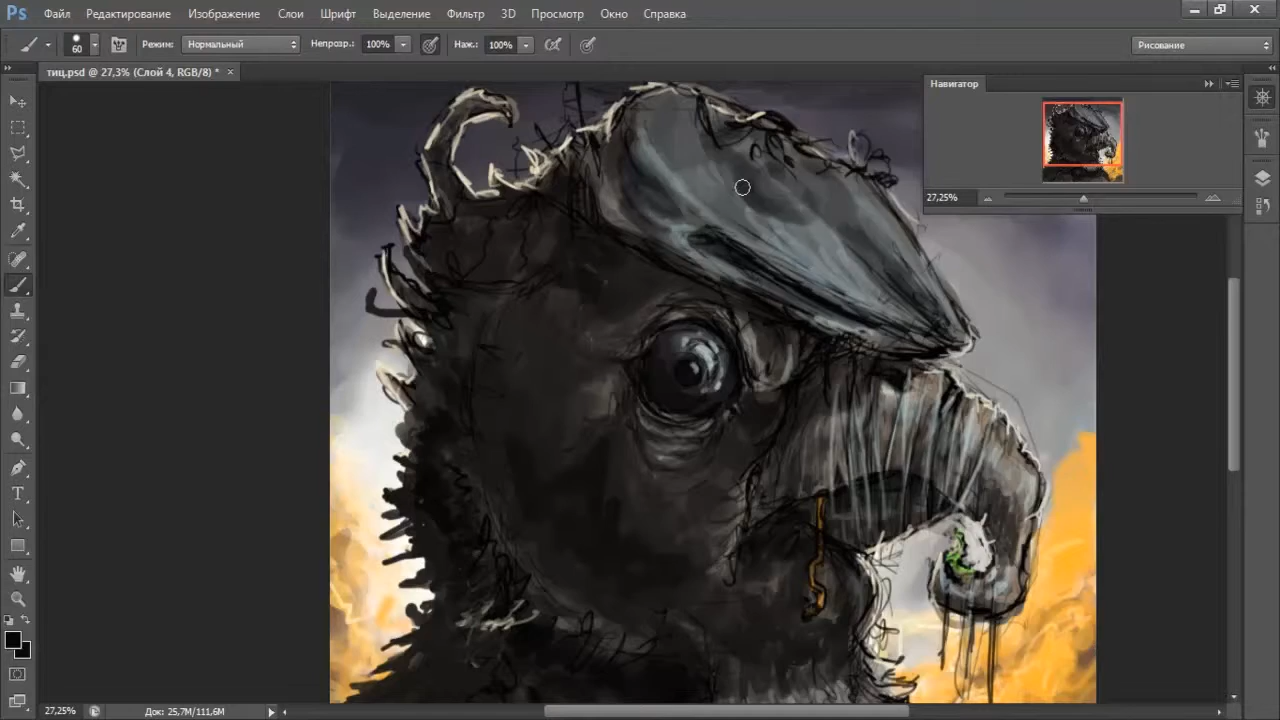 Ps Файл Редактирование Изображение Слои Шрифт Выделение Фильтр 3D Просмотр Окно Справка
60 Режим: Нормальный Непрозр.: 100% Наж.: 100% Рисование
тиц.psd @ 27,3% (Слой 4, RGB/8) * ×
Навигатор
27,25%
T
27,25% Док: 25,7M/111,6M